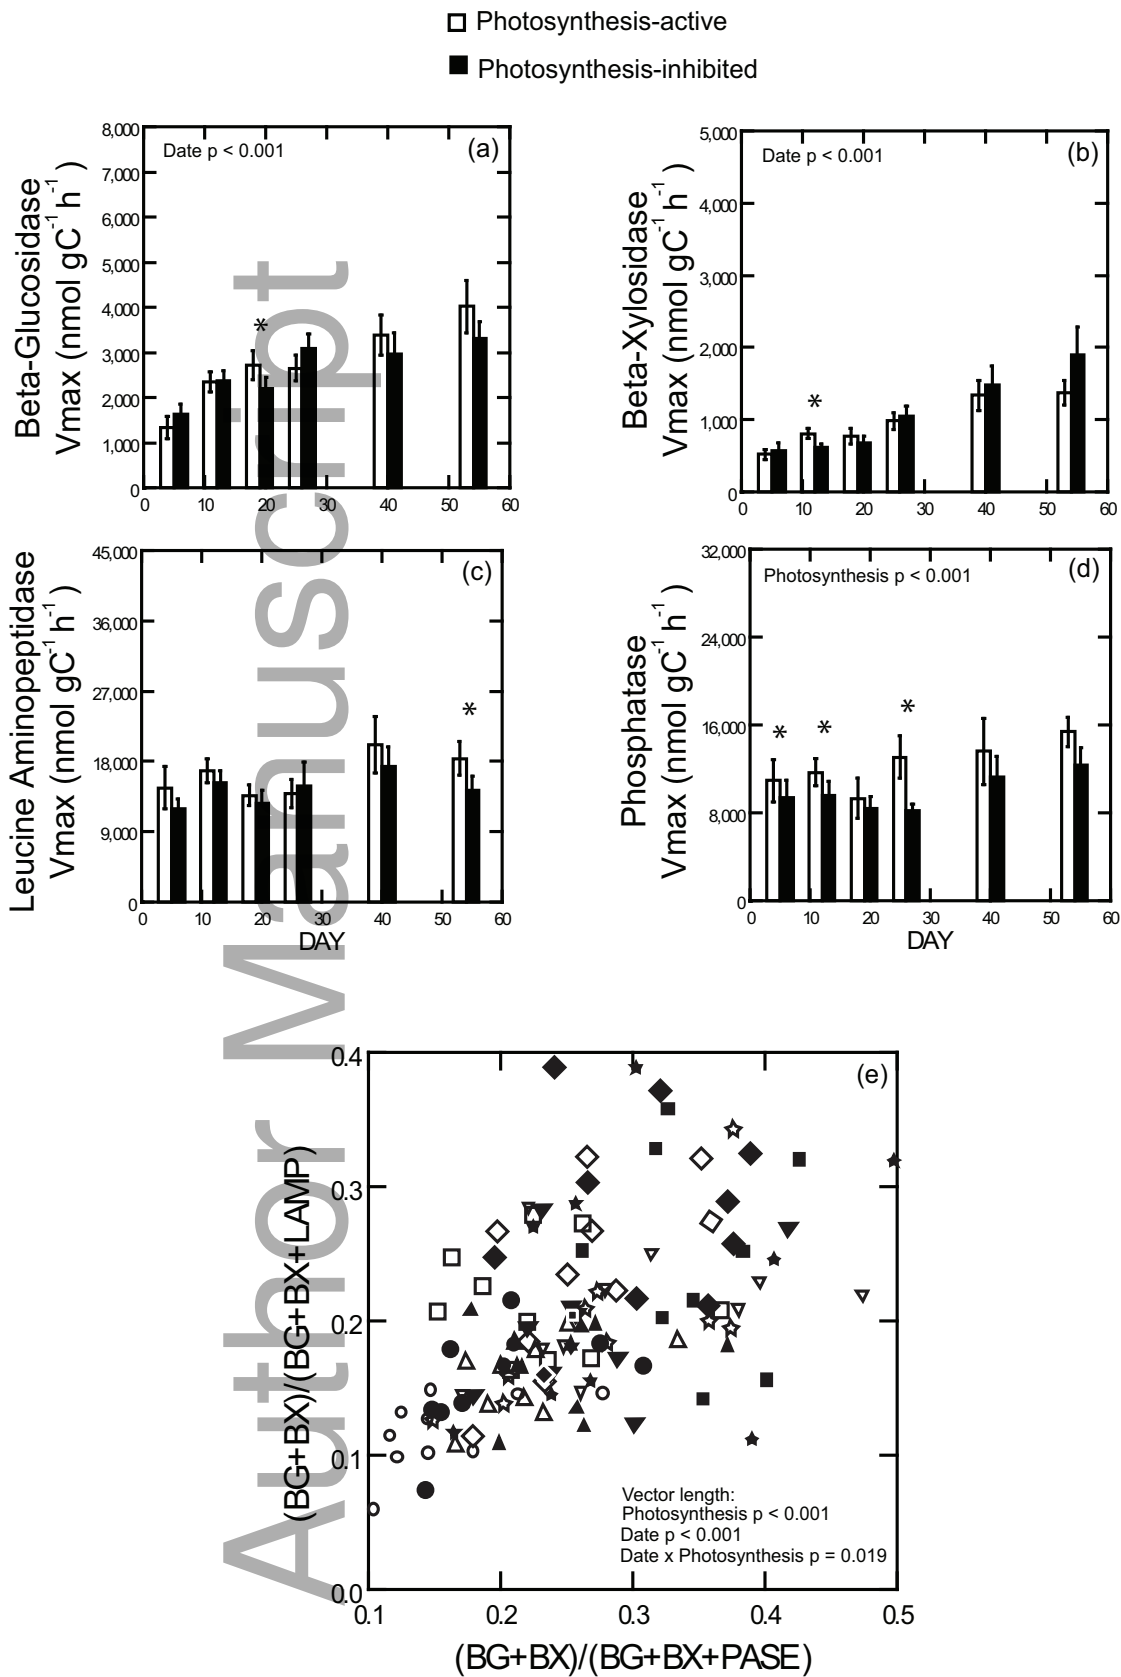 Photosynthesis-active
Photosynthesis-inhibited
8,000
7,000
6,000
5,000
4,000
3,000
2,000
1,000
0
0 10 20 30 40 50 60
Date p < 0.001
(a)
*
Beta-Glucosidase
Vmax (nmol gC⁻¹ h⁻¹)
5,000
4,000
3,000
2,000
1,000
0
0 10 20 30 40 50 60
Date p < 0.001
(b)
*
Beta-Xylosidase
Vmax (nmol gC⁻¹ h⁻¹)
45,000
36,000
27,000
18,000
9,000
0
0 10 20 30 40 50 60
DAY
(c)
*
Leucine Aminopeptidase
Vmax (nmol gC⁻¹ h⁻¹)
32,000
24,000
16,000
8,000
0
0 10 20 30 40 50 60
DAY
Photosynthesis p < 0.001
(d)
* * *
Phosphatase
Vmax (nmol gC⁻¹ h⁻¹)
0.4
0.3
0.2
0.1
0.0
0.1 0.2 0.3 0.4 0.5
(e)
(BG+BX)/(BG+BX+LAMP)
Vector length:
Photosynthesis p < 0.001
Date p < 0.001
Date x Photosynthesis p = 0.019
(BG+BX)/(BG+BX+PASE)
Author Manuscript